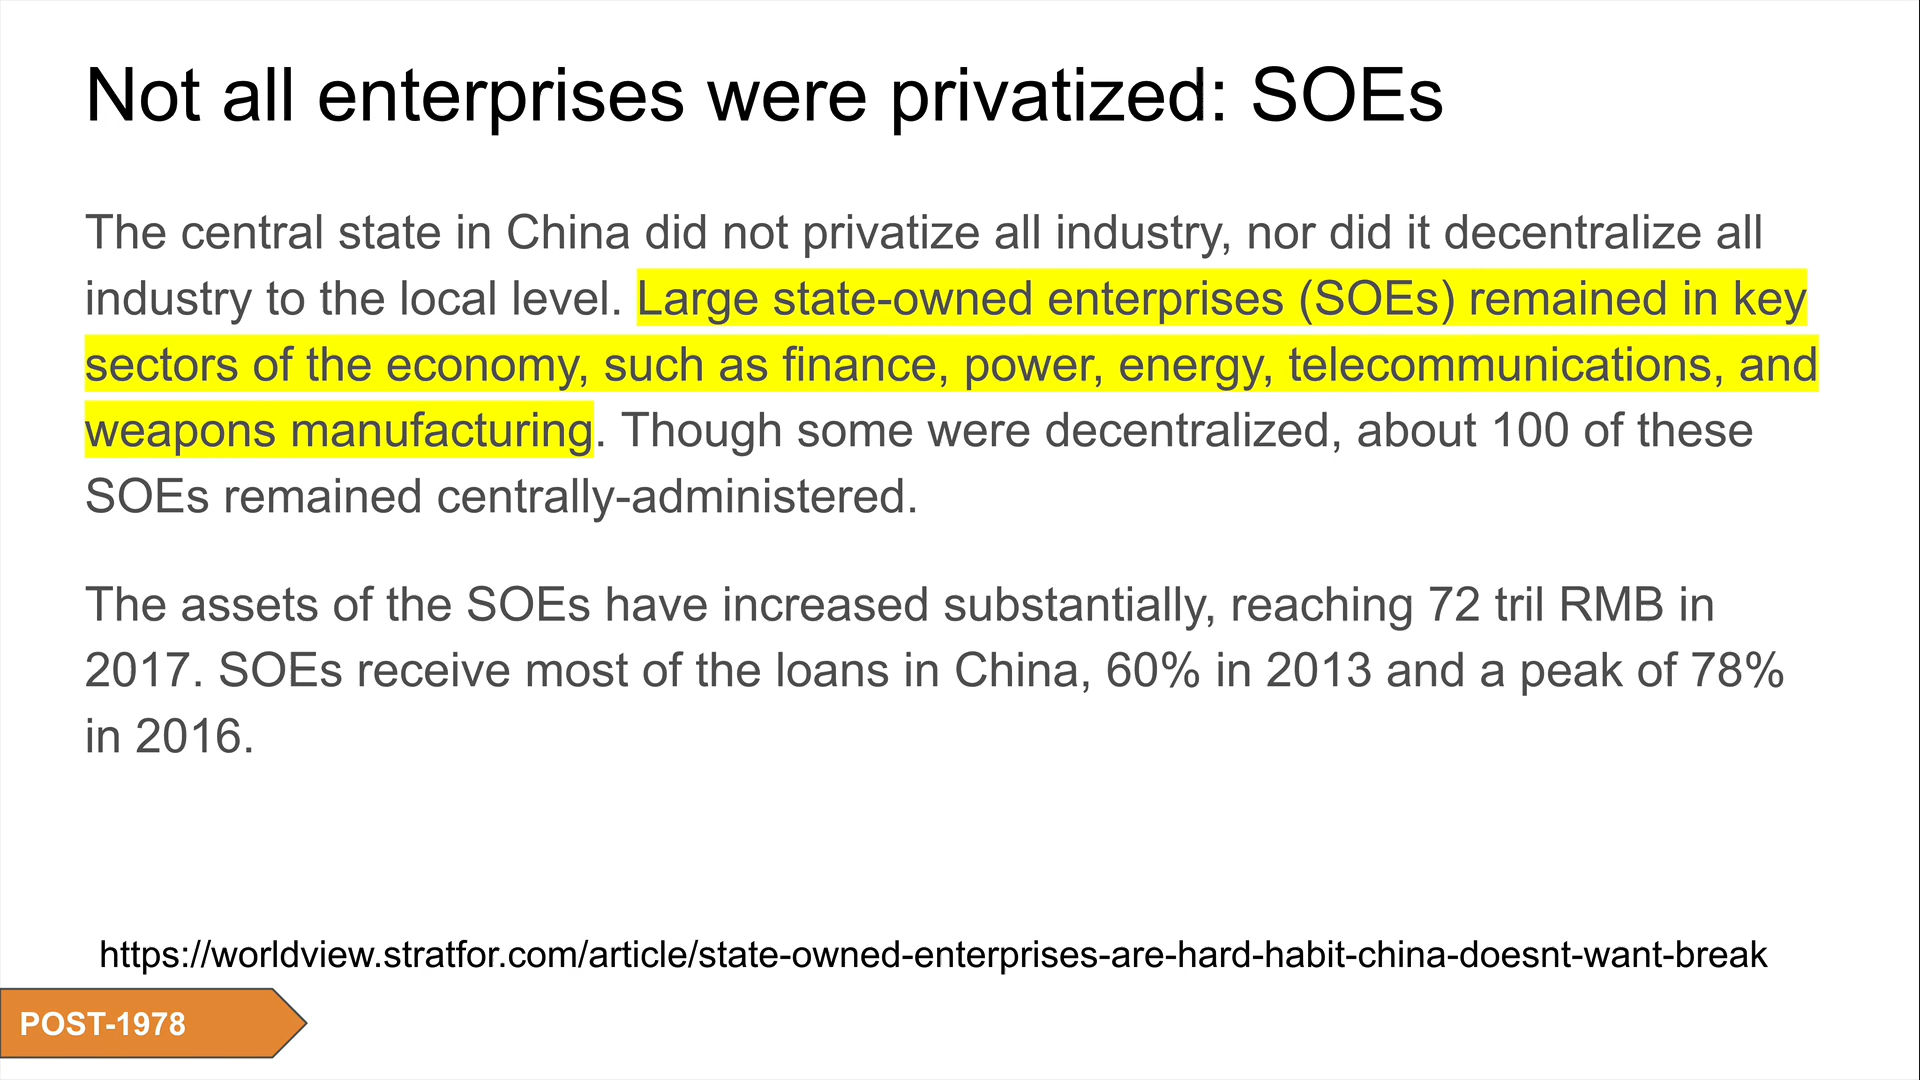 Not all enterprises were privatized: SOEs
The central state in China did not privatize all industry, nor did it decentralize all
industry to the local level. Large state-owned enterprises (SOEs) remained in key
sectors of the economy, such as finance, power, energy, telecommunications, and
weapons manufacturing. Though some were decentralized, about 100 of these
SOEs remained centrally-administered.
The assets of the SOEs have increased substantially, reaching 72 tril RMB in
2017. SOEs receive most of the loans in China, 60% in 2013 and a peak of 78%
in 2016.
https://worldview.stratfor.com/article/state-owned-enterprises-are-hard-habit-china-doesnt-want-break
POST-1978